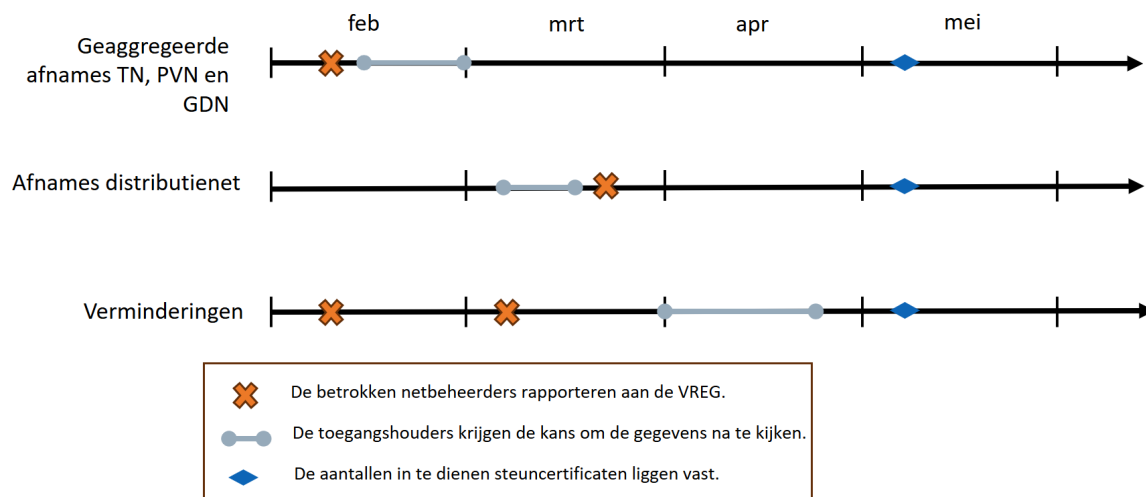 feb mrt apr mei
Geaggregeerde
afnames TN, PVN en
GDN
Afnames distributienet
Verminderingen
De betrokken netbeheerders rapporteren aan de VREG.
De toegangshouders krijgen de kans om de gegevens na te kijken.
De aantallen in te dienen steuncertificaten liggen vast.